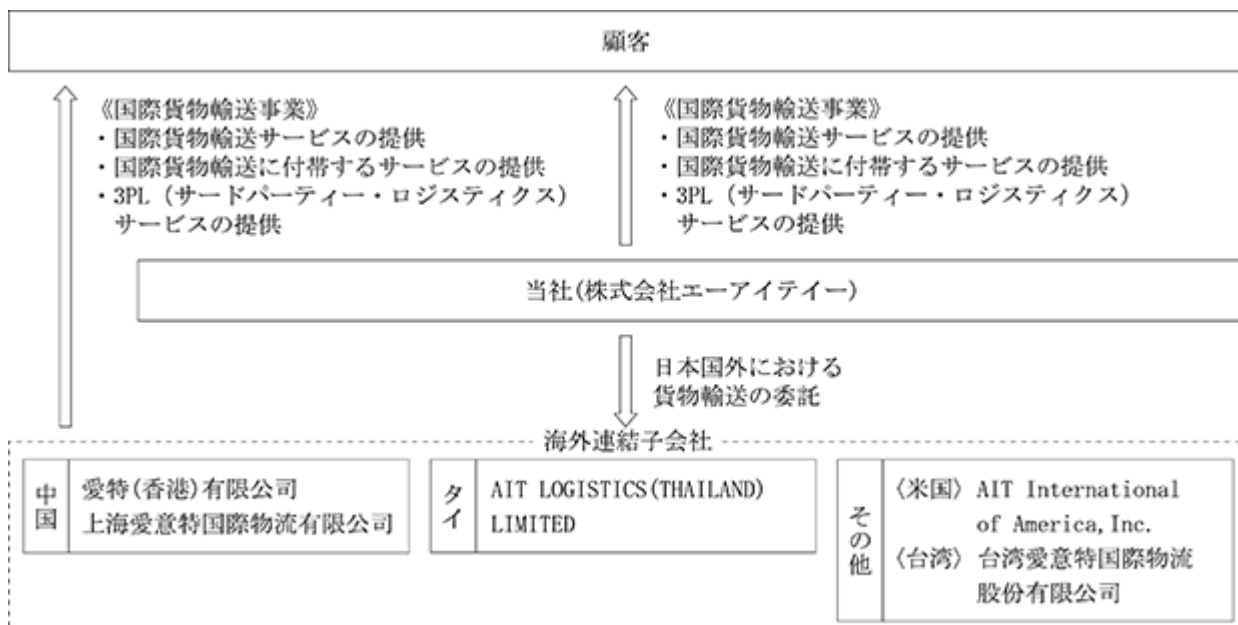 顧客
《国際貨物輸送事業》
・国際貨物輸送サービスの提供
・国際貨物輸送に付帯するサービスの提供
・3PL（サードパーティー・ロジスティクス）
サービスの提供
《国際貨物輸送事業》
・国際貨物輸送サービスの提供
・国際貨物輸送に付帯するサービスの提供
・3PL（サードパーティー・ロジスティクス）
サービスの提供
当社(株式会社エーアイテイー)
日本国外における
貨物輸送の委託
海外連結子会社
中国
愛特(香港)有限公司
上海愛意特国際物流有限公司
タイ
AIT LOGISTICS(THAILAND)
LIMITED
その他
〈米国〉AIT International
of America,Inc.
〈台湾〉台湾愛意特国際物流
股份有限公司